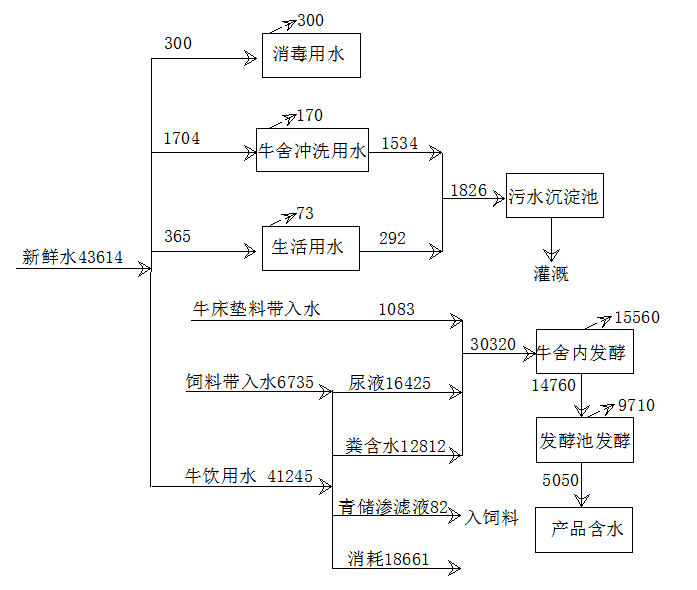 300
300
消毒用水
170
1704
牛舍冲洗用水
1534
1826
污水沉淀池
73
365
生活用水
292
新鲜水43614
灌溉
牛床垫料带入水 1083
15560
30320
牛舍内发酵
饲料带入水6735
尿液16425
14760
9710
发酵池发酵
粪含水12812
牛饮用水 41245
5050
青储渗滤液82
入饲料
产品含水
消耗18661